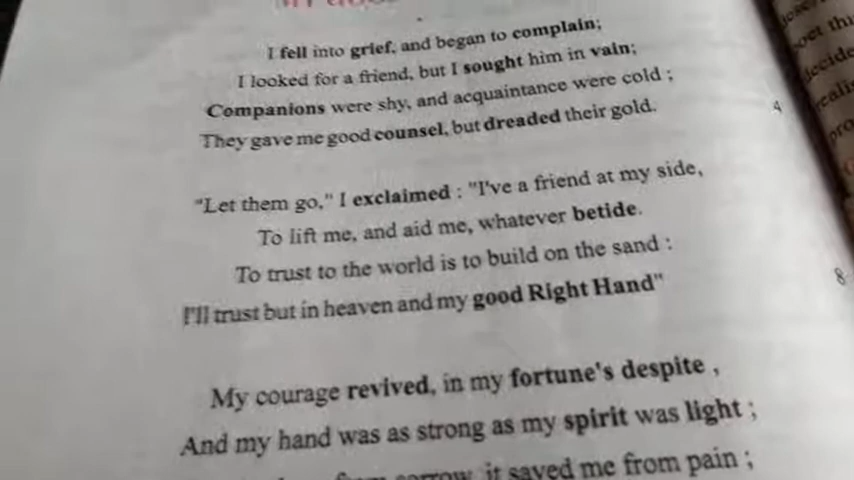 I fell into grief, and began to complain;
I looked for a friend, but I sought him in vain;
Companions were shy, and acquaintance were cold ;
They gave me good counsel, but dreaded their gold.
4
"Let them go," I exclaimed : "I've a friend at my side,
To lift me, and aid me, whatever betide.
To trust to the world is to build on the sand :
I'll trust but in heaven and my good Right Hand"
8
My courage revived, in my fortune's despite ,
And my hand was as strong as my spirit was light ;
from sorrow, it saved me from pain ;